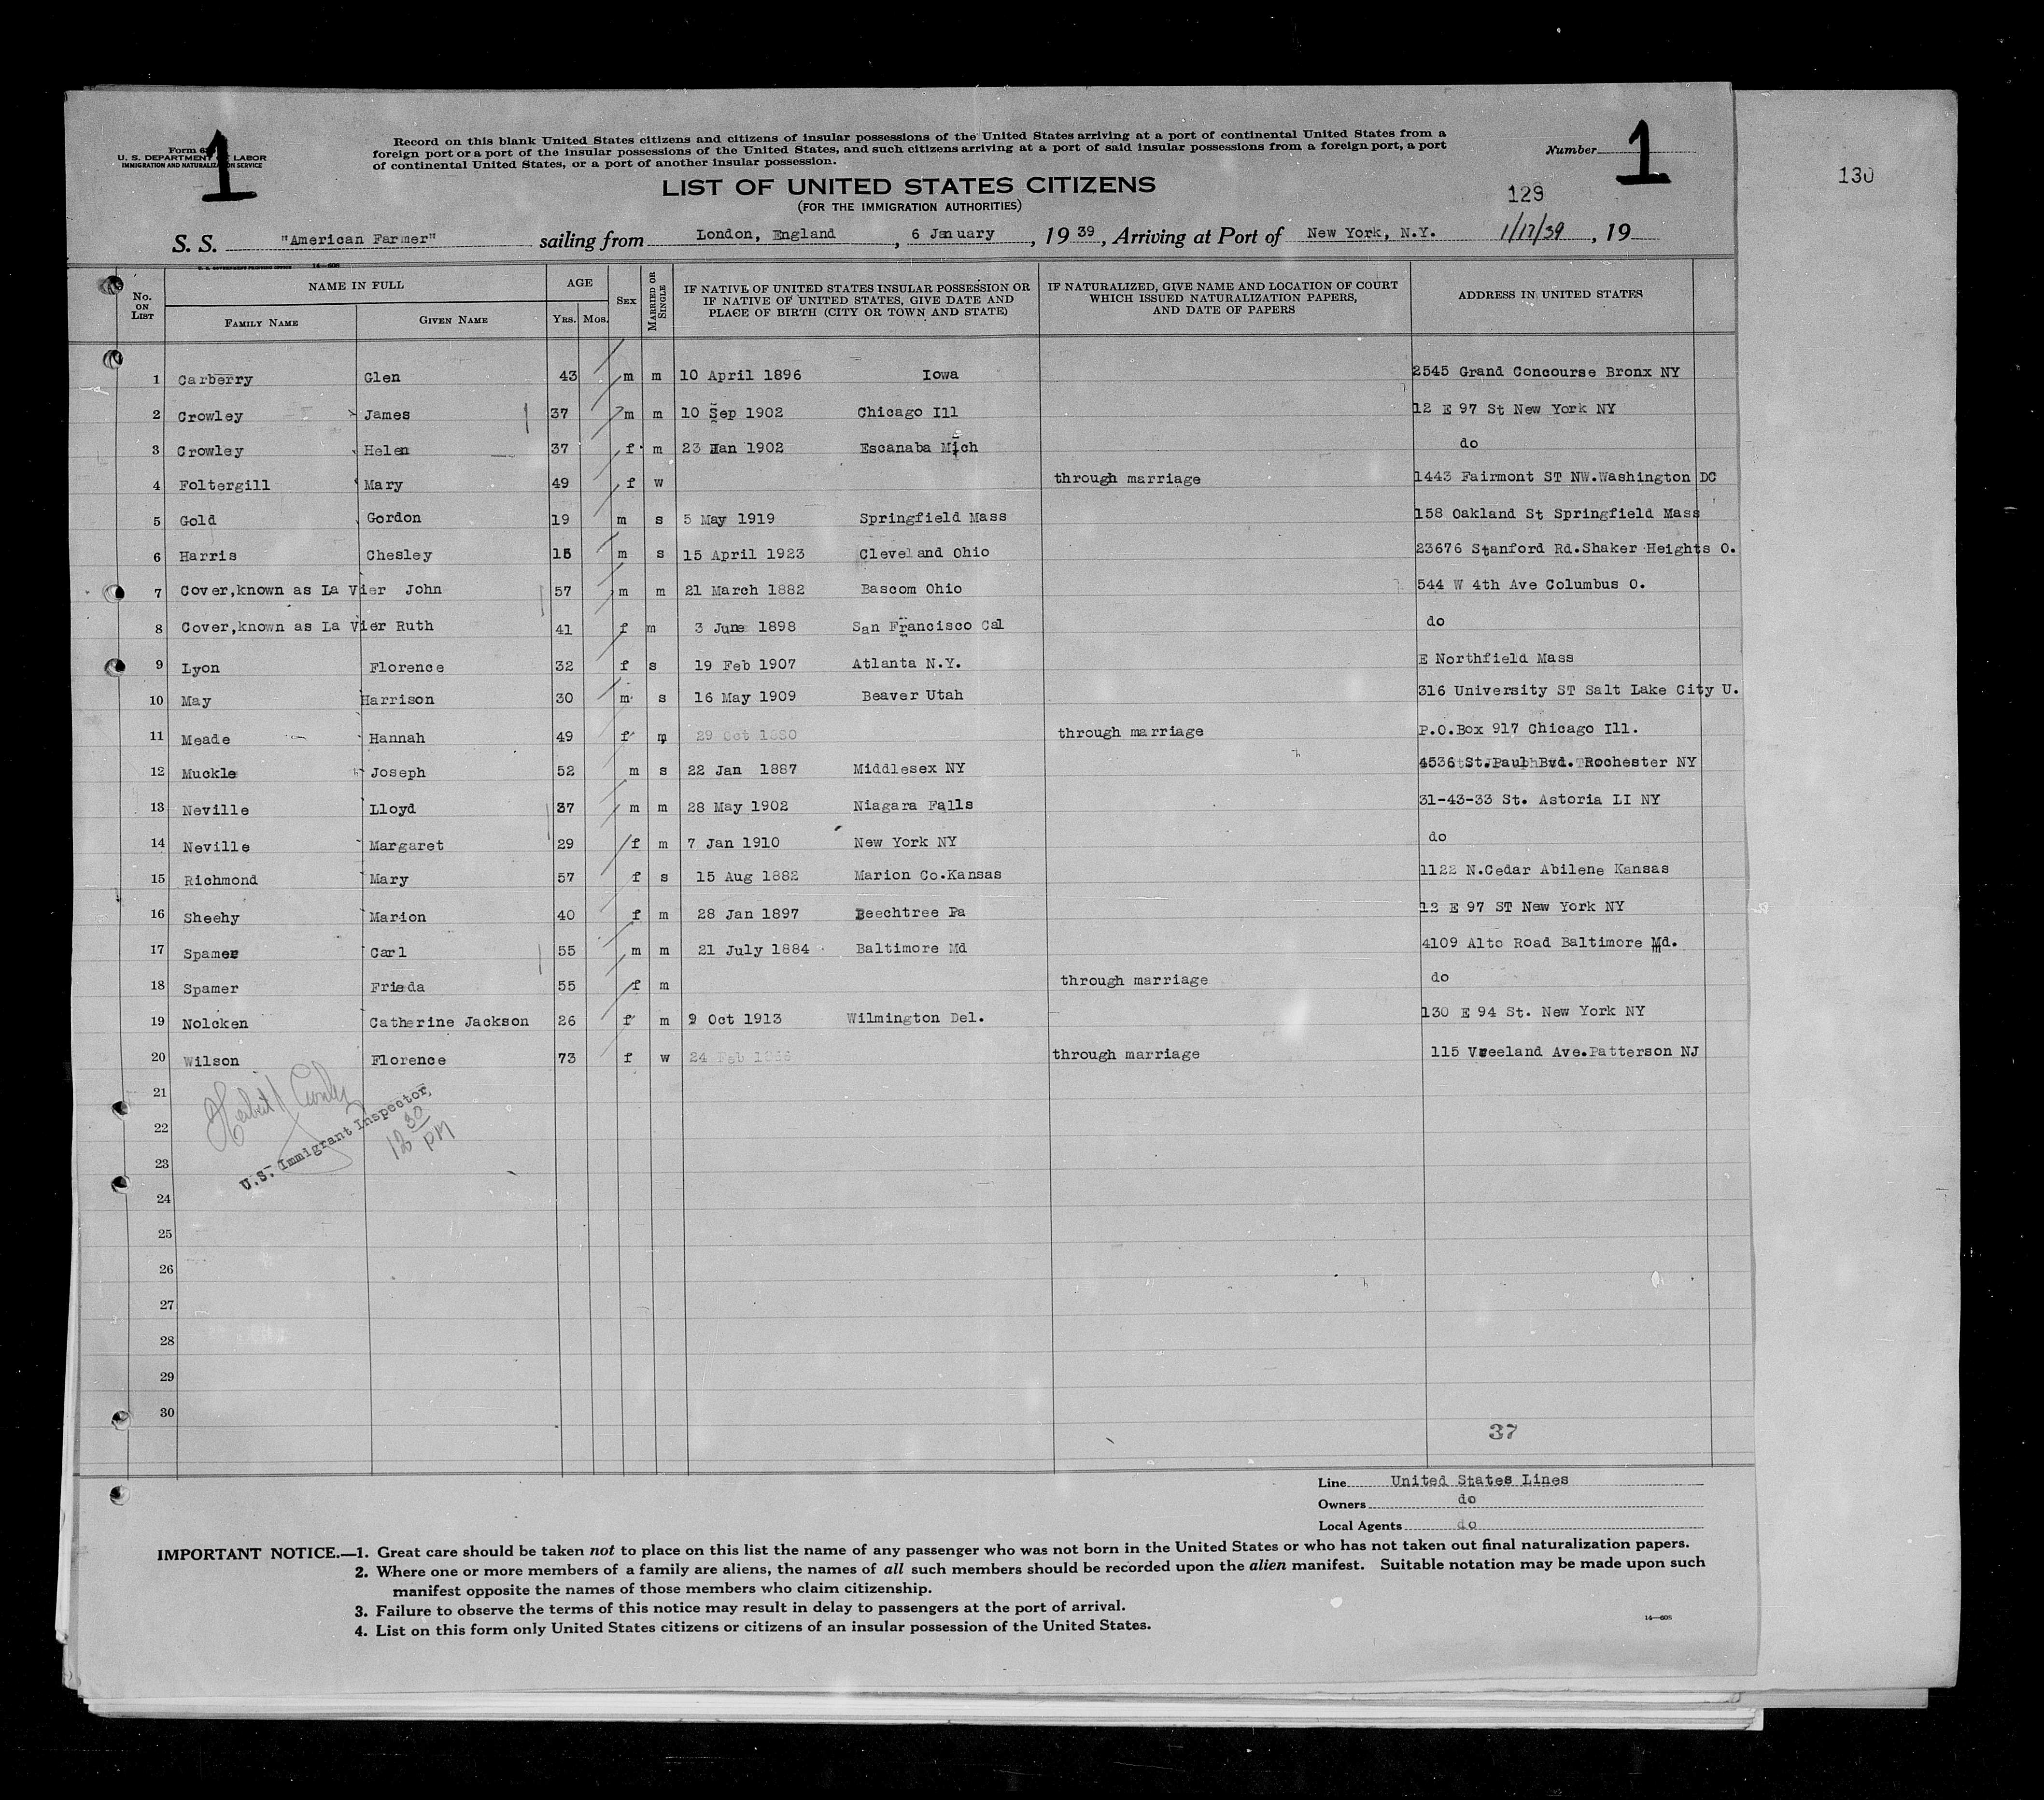 Form 6
U. S. DEPARTMENT OF LABOR
IMMIGRATION AND NATURALIZATION SERVICE
1
Record on this blank United States citizens and citizens of insular possessions of the United States arriving at a port of continental United States from a
foreign port or a port of the insular possessions of the United States, and such citizens arriving at a port of said insular possessions from a foreign port, a port
of continental United States, or a port of another insular possession.
Number 1
130
LIST OF UNITED STATES CITIZENS
129
(FOR THE IMMIGRATION AUTHORITIES)
S. S. "American Farmer" sailing from London, England, 6 January, 19 39, Arriving at Port of New York, N.Y. 1/17/39, 19
No. ON LIST NAME IN FULL AGE SEX MARRIED OR SINGLE IF NATIVE OF UNITED STATES INSULAR POSSESSION OR IF NATIVE OF UNITED STATES, GIVE DATE AND PLACE OF BIRTH (CITY OR TOWN AND STATE) IF NATURALIZED, GIVE NAME AND LOCATION OF COURT WHICH ISSUED NATURALIZATION PAPERS, AND DATE OF PAPERS ADDRESS IN UNITED STATES
FAMILY NAME GIVEN NAME YRS. MOS.
1 Carberry Glen 43 m m 10 April 1896 Iowa 2545 Grand Concourse Bronx NY
2 Crowley James 37 m m 10 Sep 1902 Chicago Ill 12 E 97 St New York NY
3 Crowley Helen 37 f m 23 Jan 1902 Escanaba Mich do
4 Foltergill Mary 49 f w through marriage 1443 Fairmont ST NW.Washington DC
5 Gold Gordon 19 m s 5 May 1919 Springfield Mass 158 Oakland St Springfield Mass
6 Harris Chesley 15 m s 15 April 1923 Cleveland Ohio 23676 Stanford Rd.Shaker Heights O.
7 Cover,known as La Vier John 57 m m 21 March 1882 Bascom Ohio 544 W 4th Ave Columbus O.
8 Cover,known as La Vier Ruth 41 f m 3 June 1898 San Francisco Cal do
9 Lyon Florence 32 f s 19 Feb 1907 Atlanta N.Y. E Northfield Mass
10 May Harrison 30 m s 16 May 1909 Beaver Utah 316 University ST Salt Lake City U.
11 Meade Hannah 49 f m 29 Oct through marriage P.O.Box 917 Chicago Ill.
12 Muckle Joseph 52 m s 22 Jan 1887 Middlesex NY 4536 St.Paul Bvd. Rochester NY
13 Neville Lloyd 37 m m 28 May 1902 Niagara Falls 31-43-33 St. Astoria LI NY
14 Neville Margaret 29 f m 7 Jan 1910 New York NY do
15 Richmond Mary 57 f s 15 Aug 1882 Marion Co.Kansas 1122 N.Cedar Abilene Kansas
16 Sheehy Marion 40 f m 28 Jan 1897 Beechtree Pa 12 E 97 ST New York NY
17 Spamer Carl 55 m m 21 July 1884 Baltimore Md 4109 Alto Road Baltimore Md.
18 Spamer Frieda 55 f m through marriage do
19 Nolcken Catherine Jackson 26 f m 9 Oct 1913 Wilmington Del. 130 E 94 St. New York NY
20 Wilson Florence 73 f w 24 Feb through marriage 115 Vreeland Ave.Patterson NJ
21
22
23
U.S. Immigrant Inspector,
12 30 PM
24
25
26
27
28
29
30
37
Line United States Lines
Owners do
Local Agents do
IMPORTANT NOTICE.—1. Great care should be taken not to place on this list the name of any passenger who was not born in the United States or who has not taken out final naturalization papers.
2. Where one or more members of a family are aliens, the names of all such members should be recorded upon the alien manifest. Suitable notation may be made upon such
manifest opposite the names of those members who claim citizenship.
3. Failure to observe the terms of this notice may result in delay to passengers at the port of arrival.
4. List on this form only United States citizens or citizens of an insular possession of the United States.
14—608